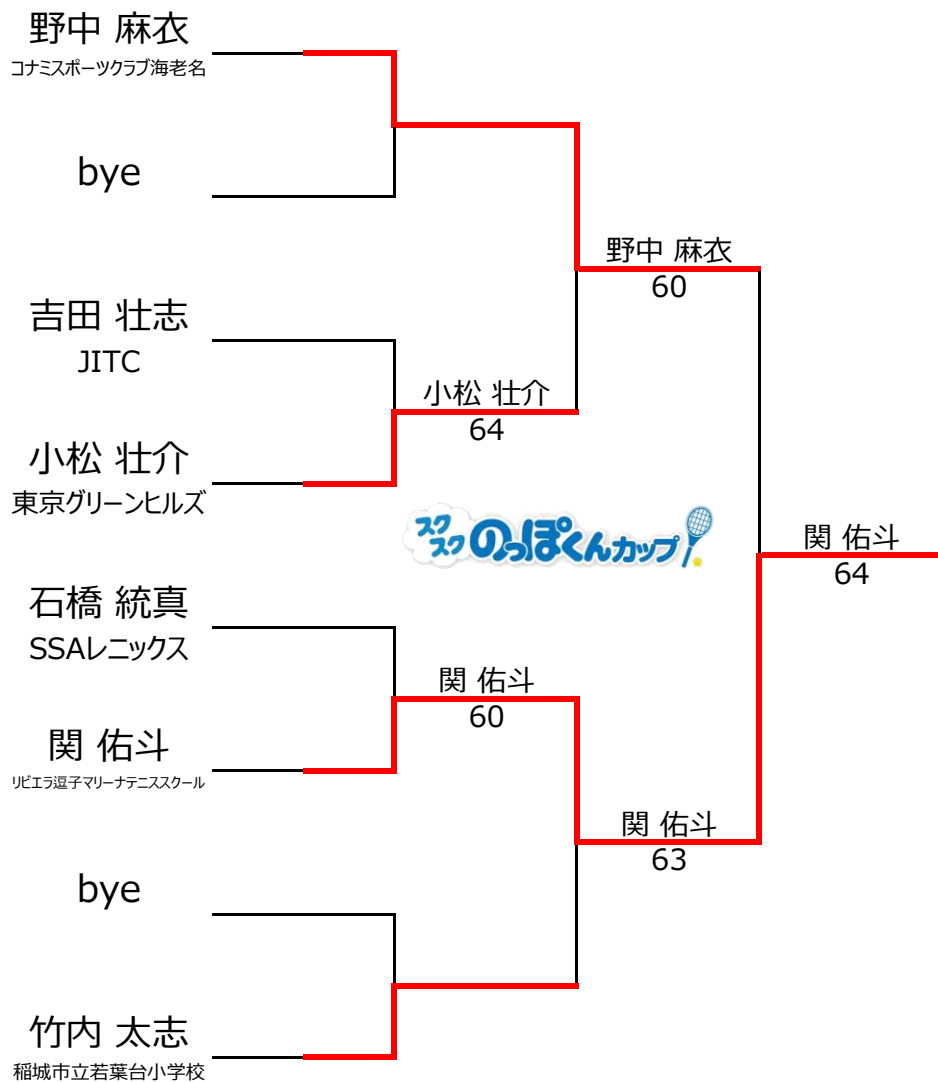 野中 麻衣
コナミスポーツクラブ海老名
bye
野中 麻衣
60
吉田 壮志
JITC
小松 壮介
64
小松 壮介
東京グリーンヒルズ
スクスク のっぽくんカップ
関 佑斗
64
石橋 統真
SSAレニックス
関 佑斗
60
関 佑斗
リビエラ逗子マリーナテニススクール
関 佑斗
63
bye
竹内 太志
稲城市立若葉台小学校